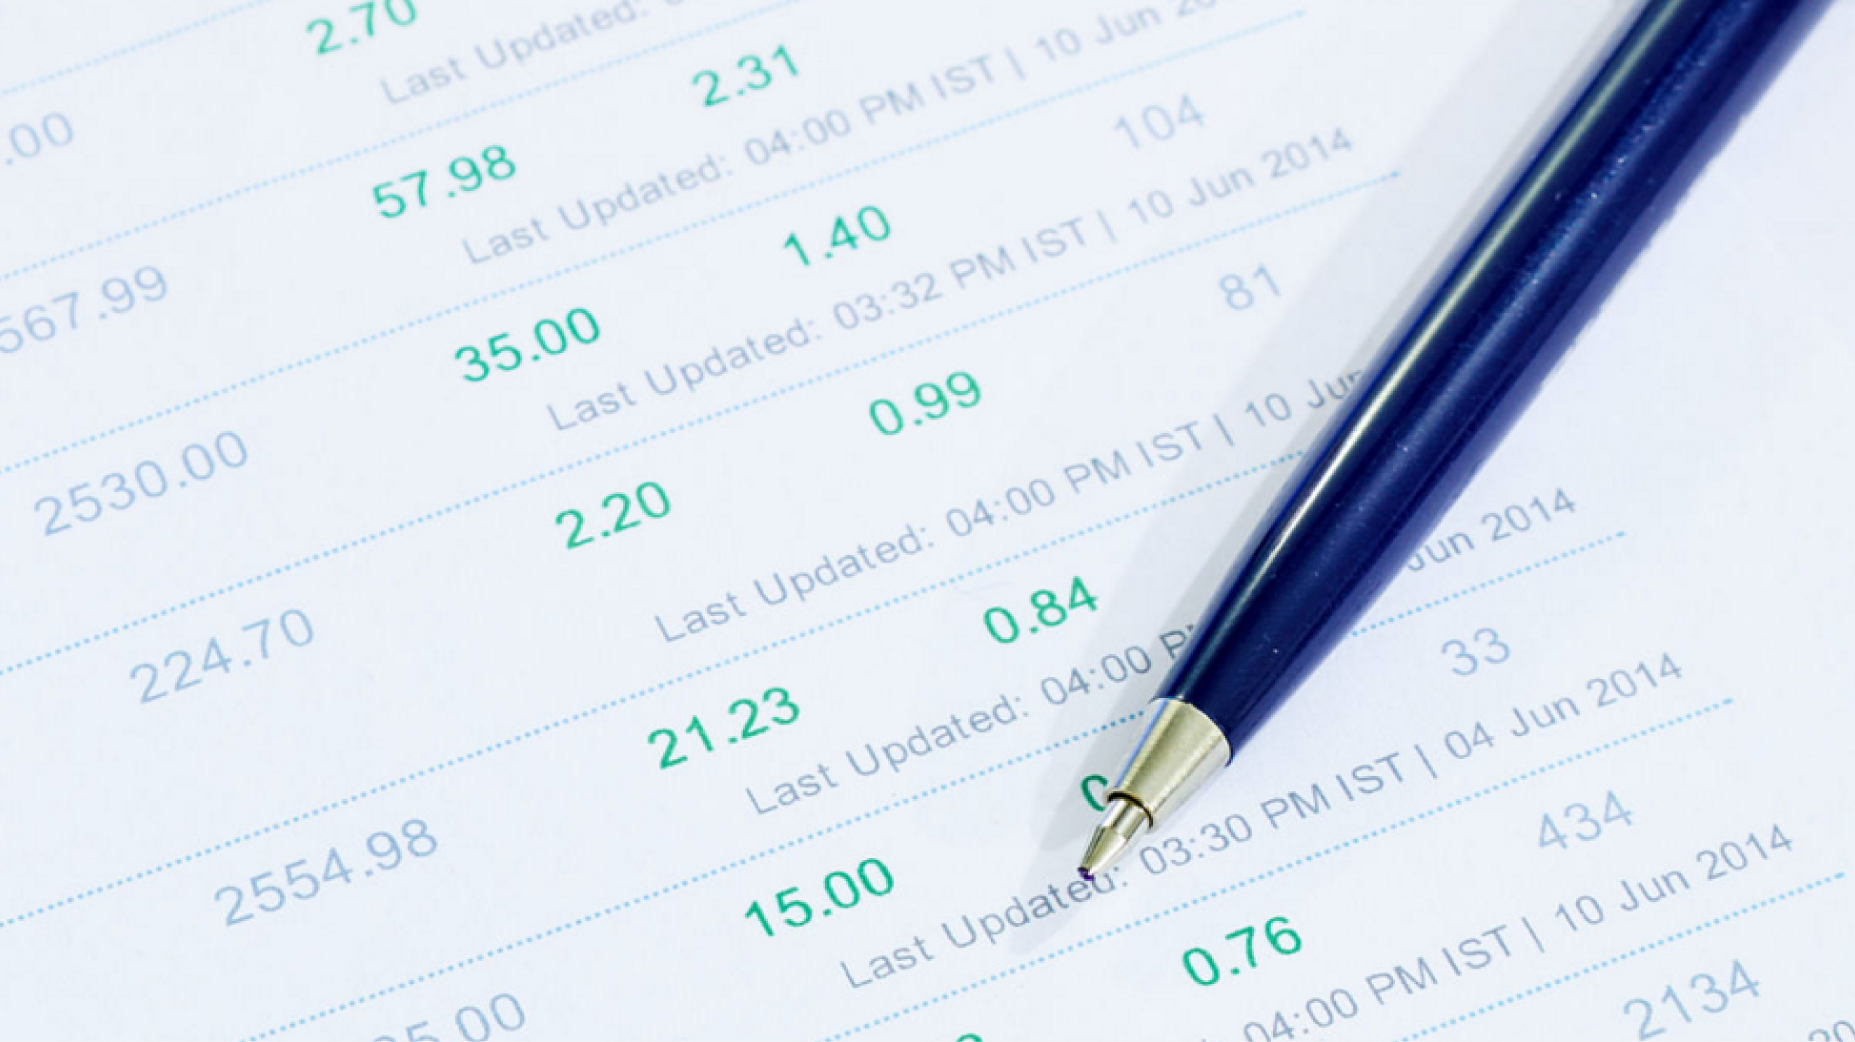 .00 2.70
Last Updated:
567.99 57.98 2.31
Last Updated: 04:00 PM IST | 10 Jun
2530.00 35.00 1.40 104
Last Updated: 03:32 PM IST | 10 Jun 2014
224.70 2.20 0.99 81
Last Updated: 04:00 PM IST | 10 Jun
2554.98 21.23 0.84
Last Updated: 04:00 Jun 2014
5.00 15.00 0 33
Last Updated: 03:30 PM IST | 04 Jun 2014
0.76 434
04:00 PM IST | 10 Jun 2014
2134